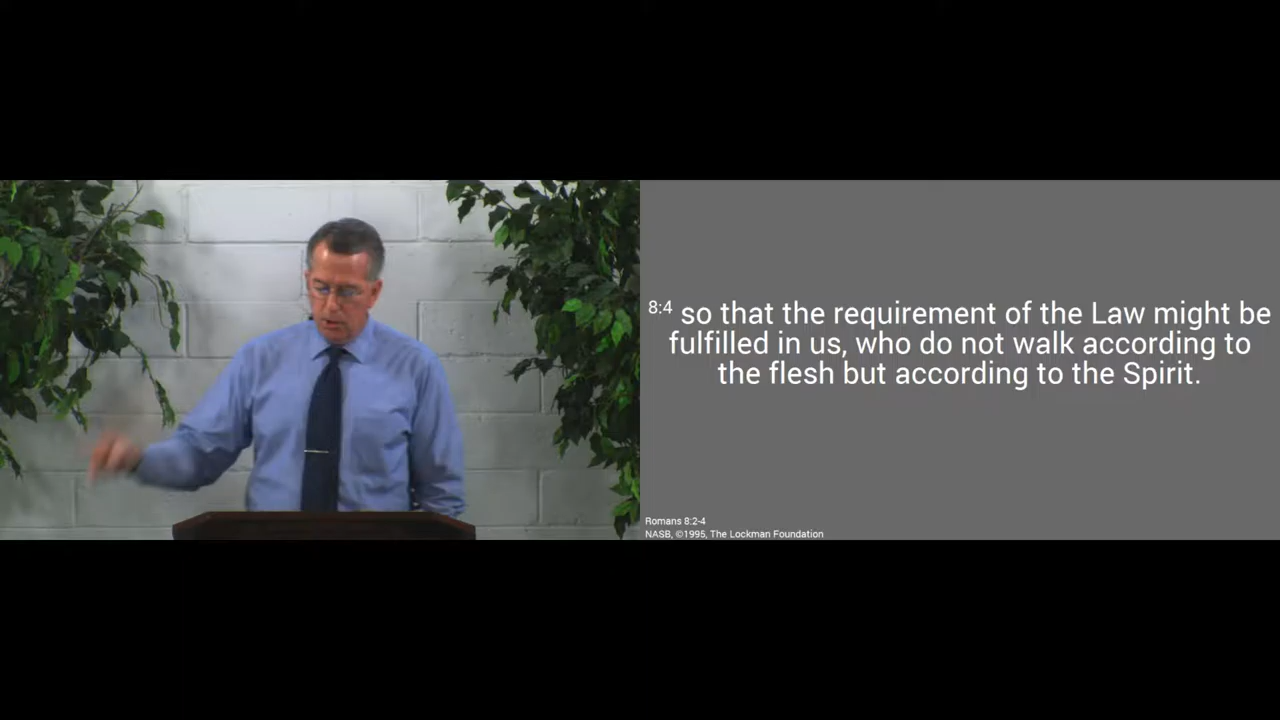 8:4 so that the requirement of the Law might be
fulfilled in us, who do not walk according to
the flesh but according to the Spirit.
Romans 8:2-4
NASB, ©1995, The Lockman Foundation